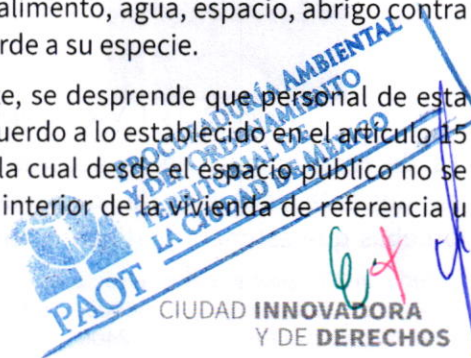 alimento, agua, espacio, abrigo contra
rde a su especie.
e, se desprende que personal de esta
uerdo a lo establecido en el artículo 15
la cual desde el espacio público no se
interior de la vivienda de referencia u
PROCURADURÍA AMBIENTAL
Y DEL ORDENAMIENTO
TERRITORIAL DE
LA CIUDAD DE MÉXICO
PAOT
CIUDAD INNOVADORA
Y DE DERECHOS